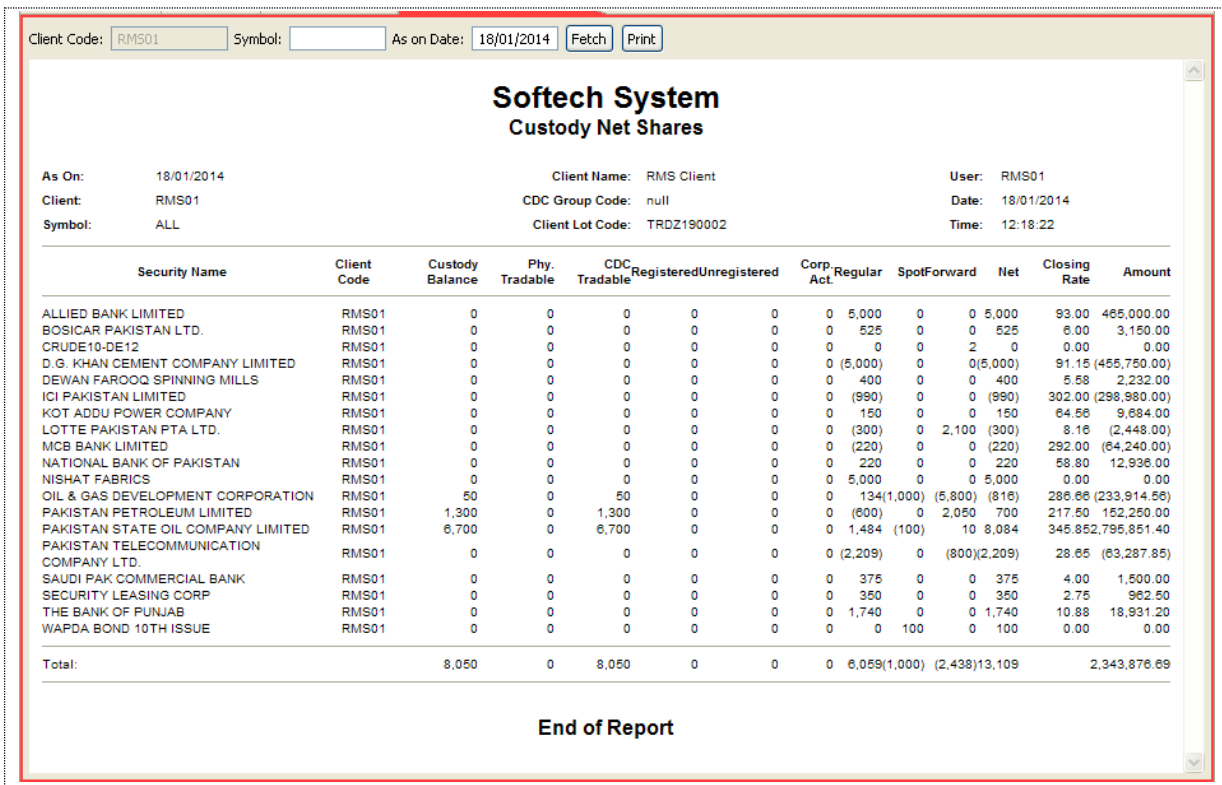 Client Code: RMS01 Symbol: As on Date: 18/01/2014 Fetch Print
Softech System
Custody Net Shares
As On: 18/01/2014 Client Name: RMS Client User: RMS01
Client: RMS01 CDC Group Code: null Date: 18/01/2014
Symbol: ALL Client Lot Code: TRDZ190002 Time: 12:18:22
Security Name Client Code Custody Balance Phy. Tradable CDC Tradable Registered Unregistered Corp. Act. Regular Spot Forward Net Closing Rate Amount
ALLIED BANK LIMITED RMS01 0 0 0 0 0 0 5,000 0 0 5,000 93.00 465,000.00
BOSICAR PAKISTAN LTD. RMS01 0 0 0 0 0 0 525 0 0 525 6.00 3,150.00
CRUDE10-DE12 RMS01 0 0 0 0 0 0 0 0 2 0 0.00 0.00
D.G. KHAN CEMENT COMPANY LIMITED RMS01 0 0 0 0 0 0 (5,000) 0 0 (5,000) 91.15 (455,750.00)
DEWAN FAROOQ SPINNING MILLS RMS01 0 0 0 0 0 0 400 0 0 400 5.58 2,232.00
ICI PAKISTAN LIMITED RMS01 0 0 0 0 0 0 (990) 0 0 (990) 302.00 (298,980.00)
KOT ADDU POWER COMPANY RMS01 0 0 0 0 0 0 150 0 0 150 64.56 9,684.00
LOTTE PAKISTAN PTA LTD. RMS01 0 0 0 0 0 0 (300) 0 2,100 (300) 8.16 (2,448.00)
MCB BANK LIMITED RMS01 0 0 0 0 0 0 (220) 0 0 (220) 292.00 (64,240.00)
NATIONAL BANK OF PAKISTAN RMS01 0 0 0 0 0 0 220 0 0 220 58.80 12,936.00
NISHAT FABRICS RMS01 0 0 0 0 0 0 5,000 0 0 5,000 0.00 0.00
OIL & GAS DEVELOPMENT CORPORATION RMS01 50 0 50 0 0 0 134 (1,000) (5,800) (816) 286.66 (233,914.56)
PAKISTAN PETROLEUM LIMITED RMS01 1,300 0 1,300 0 0 0 (600) 0 2,050 700 217.50 152,250.00
PAKISTAN STATE OIL COMPANY LIMITED RMS01 6,700 0 6,700 0 0 0 1,484 (100) 10 8,084 345.85 2,795,851.40
PAKISTAN TELECOMMUNICATION
COMPANY LTD. RMS01 0 0 0 0 0 0 (2,209) 0 (800) (2,209) 28.65 (63,287.85)
SAUDI PAK COMMERCIAL BANK RMS01 0 0 0 0 0 0 375 0 0 375 4.00 1,500.00
SECURITY LEASING CORP RMS01 0 0 0 0 0 0 350 0 0 350 2.75 962.50
THE BANK OF PUNJAB RMS01 0 0 0 0 0 0 1,740 0 0 1,740 10.88 18,931.20
WAPDA BOND 10TH ISSUE RMS01 0 0 0 0 0 0 0 100 0 100 0.00 0.00
Total: 8,050 0 8,050 0 0 0 6,059 (1,000) (2,438) 13,109 2,343,876.69
End of Report